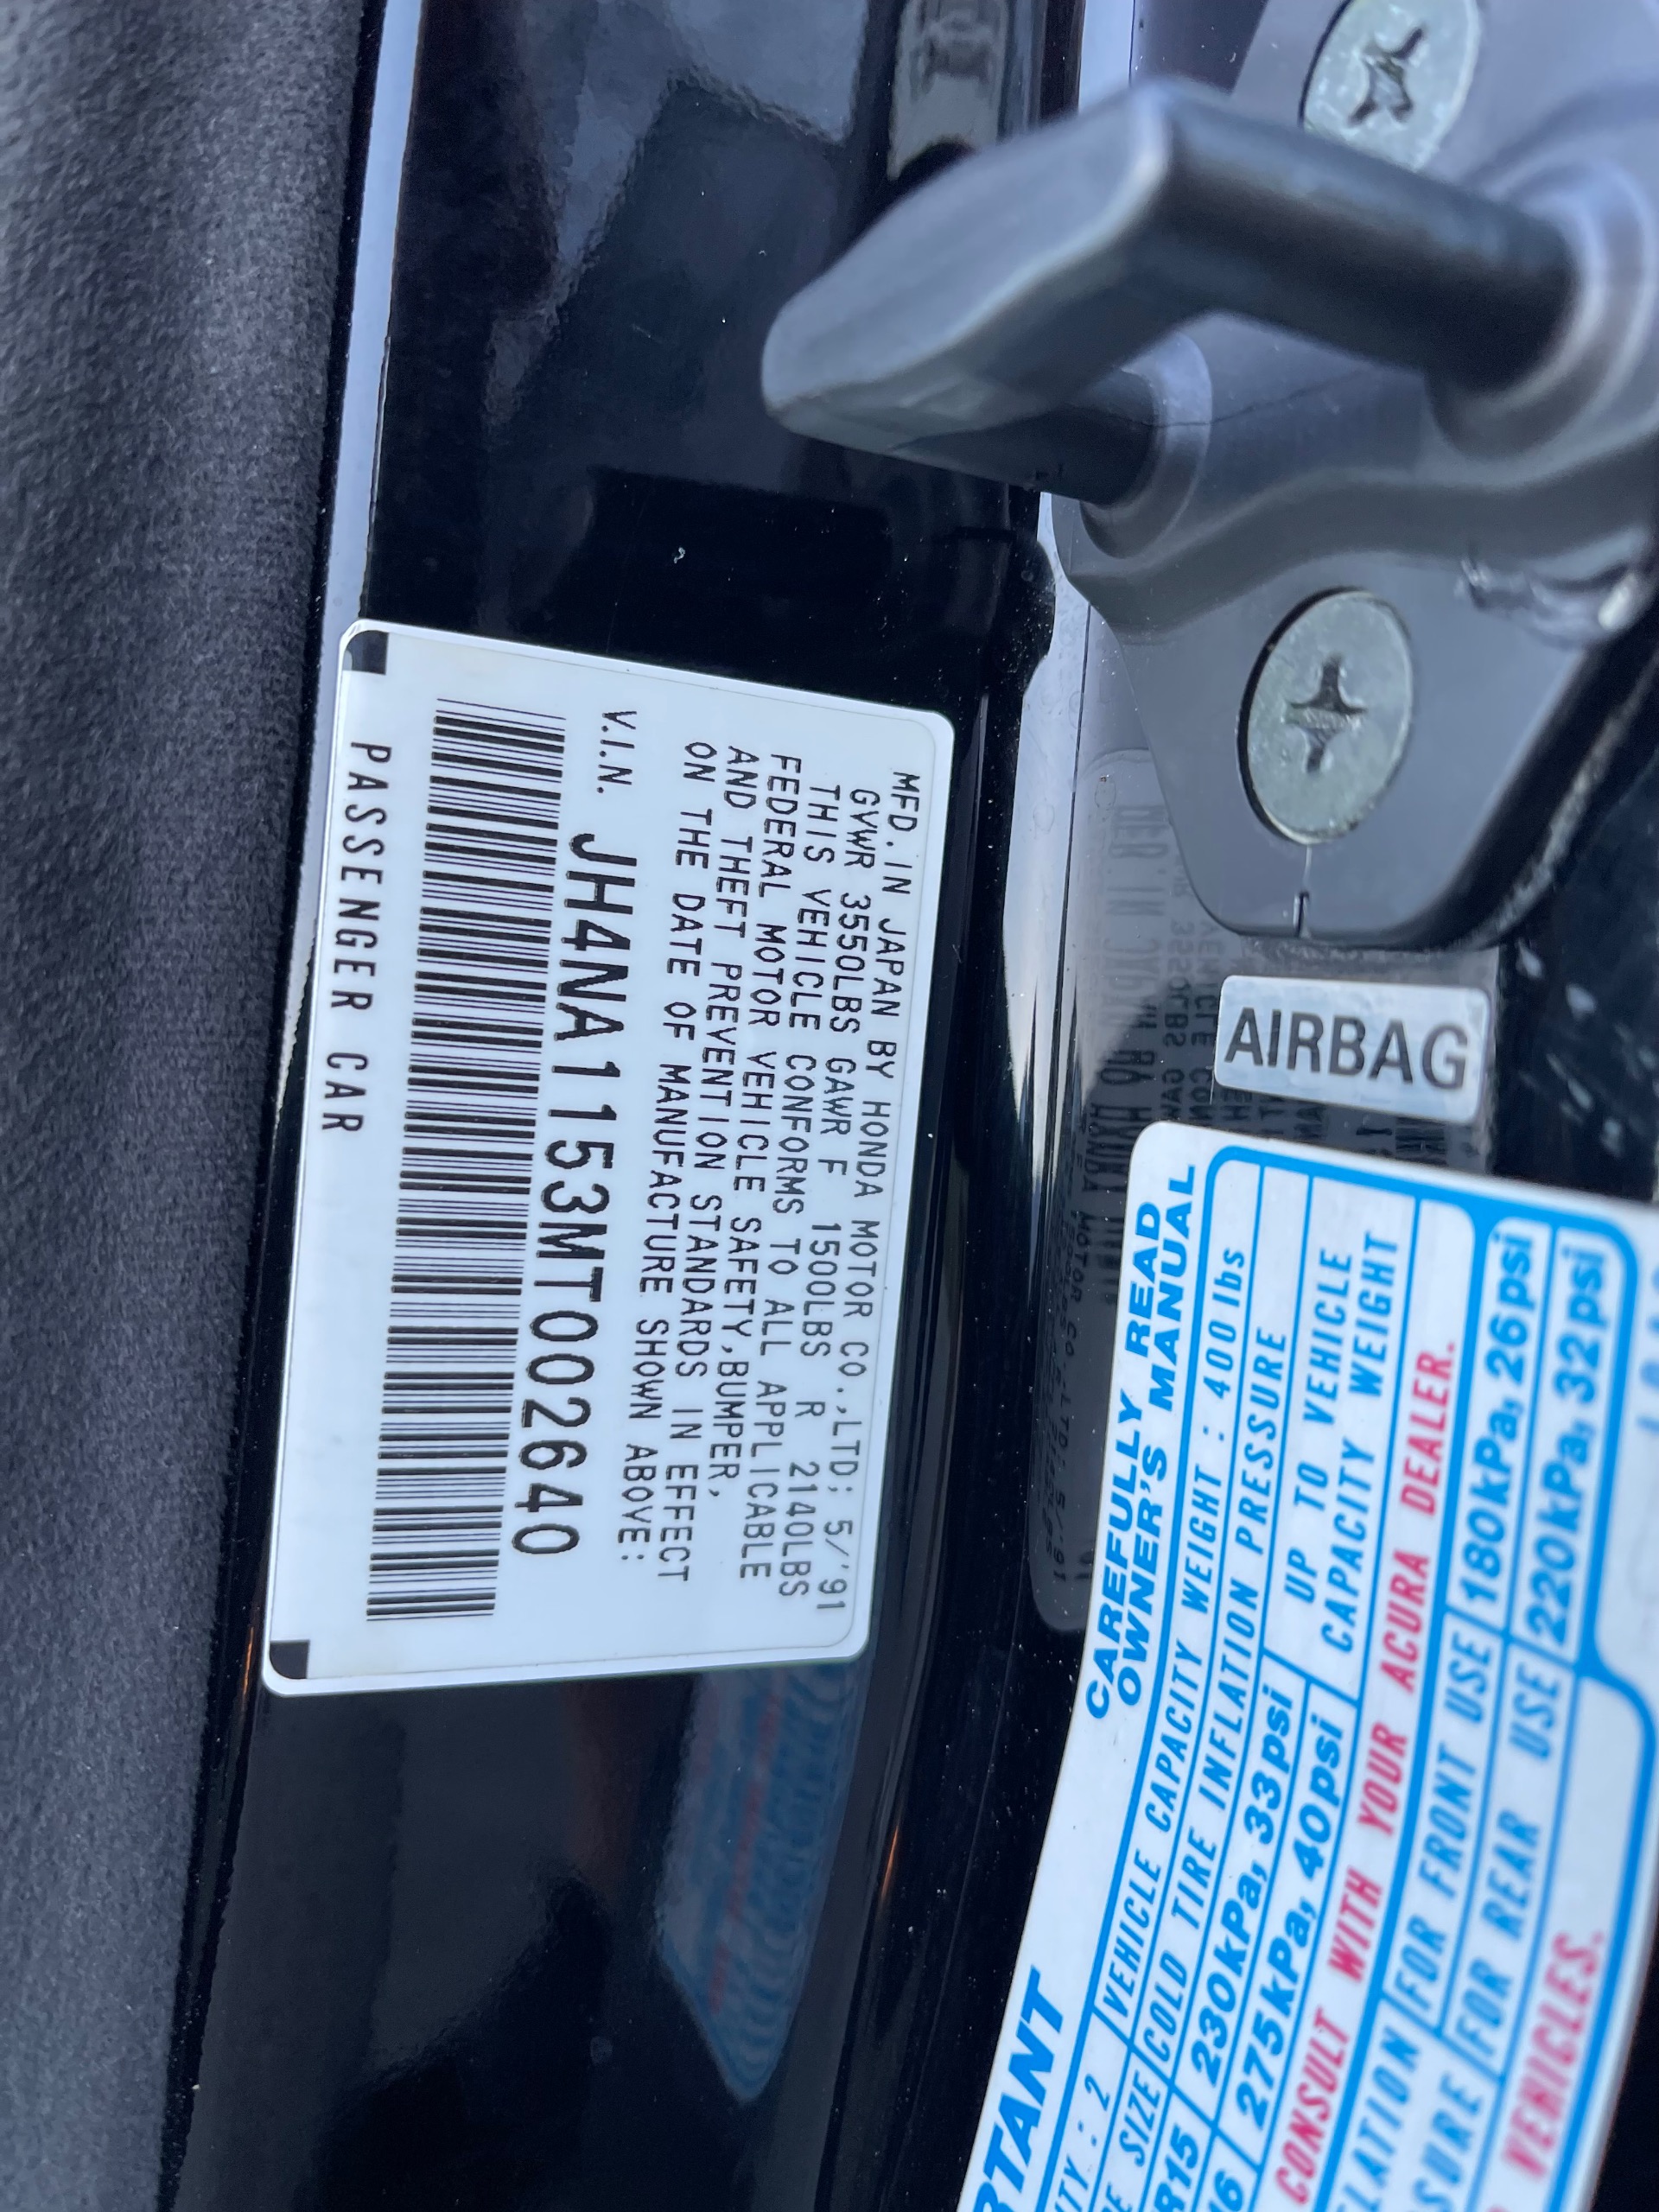 MFD. IN JAPAN BY HONDA MOTOR CO.,LTD; 5/'91
GVWR 3550LBS GAWR F 1500LBS R 2140LBS
THIS VEHICLE CONFORMS TO ALL APPLICABLE
FEDERAL MOTOR VEHICLE SAFETY,BUMPER,
AND THEFT PREVENTION STANDARDS IN EFFECT
ON THE DATE OF MANUFACTURE SHOWN ABOVE:
V.I.N. JH4NA1153MT002640
PASSENGER CAR
AIRBAG
CAREFULLY READ
OWNER'S MANUAL
VEHICLE CAPACITY WEIGHT : 400 lbs
SIZE COLD TIRE INFLATION PRESSURE
R15 230kPa, 33psi UP TO VEHICLE
275kPa, 40psi CAPACITY WEIGHT
CONSULT WITH YOUR ACURA DEALER.
FOR FRONT USE 180kPa, 26psi
FOR REAR USE 220kPa, 32psi
VEHICLES.